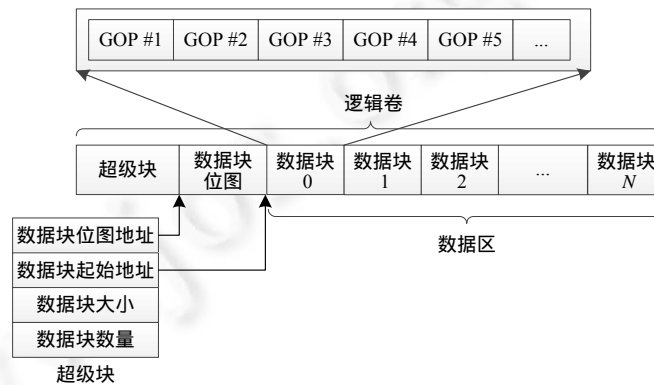 GOP #1 GOP #2 GOP #3 GOP #4 GOP #5 ...
逻辑卷
超级块 数据块位图 数据块0 数据块1 数据块2 ... 数据块N
数据区
数据块位图地址
数据块起始地址
数据块大小
数据块数量
超级块